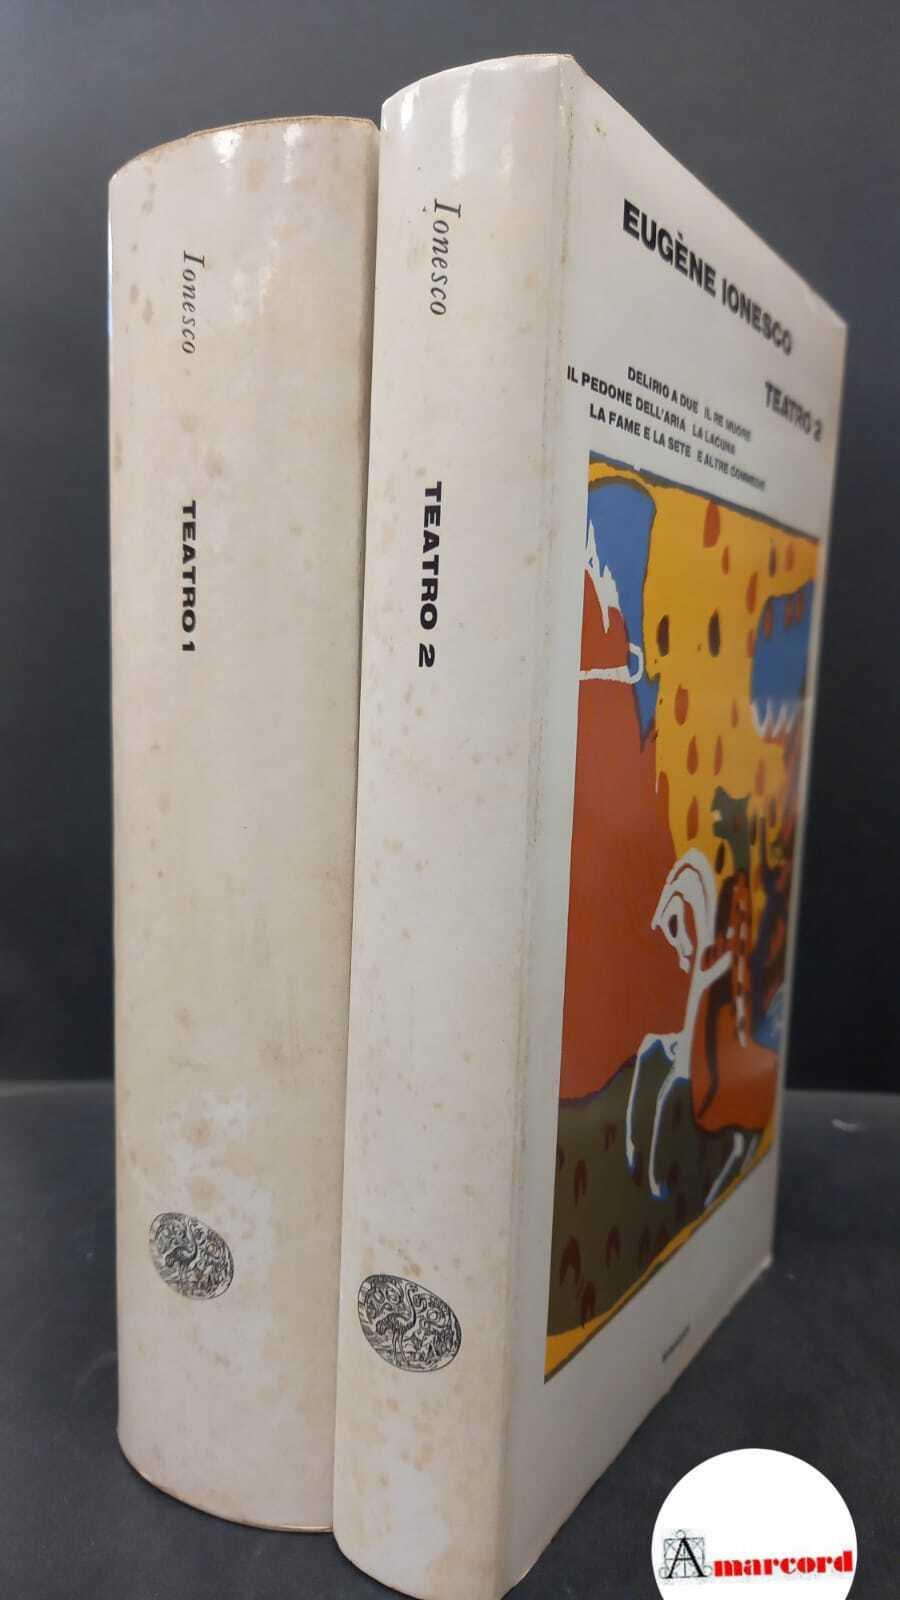 Ionesco
TEATRO 1
Ionesco
TEATRO 2
EUGÈNE IONESCO
TEATRO 2
DELIRIO A DUE IL RE MUORE
IL PEDONE DELL'ARIA LA LACUNA
LA FAME E LA SETE E ALTRE COMMEDIE
Amarcord